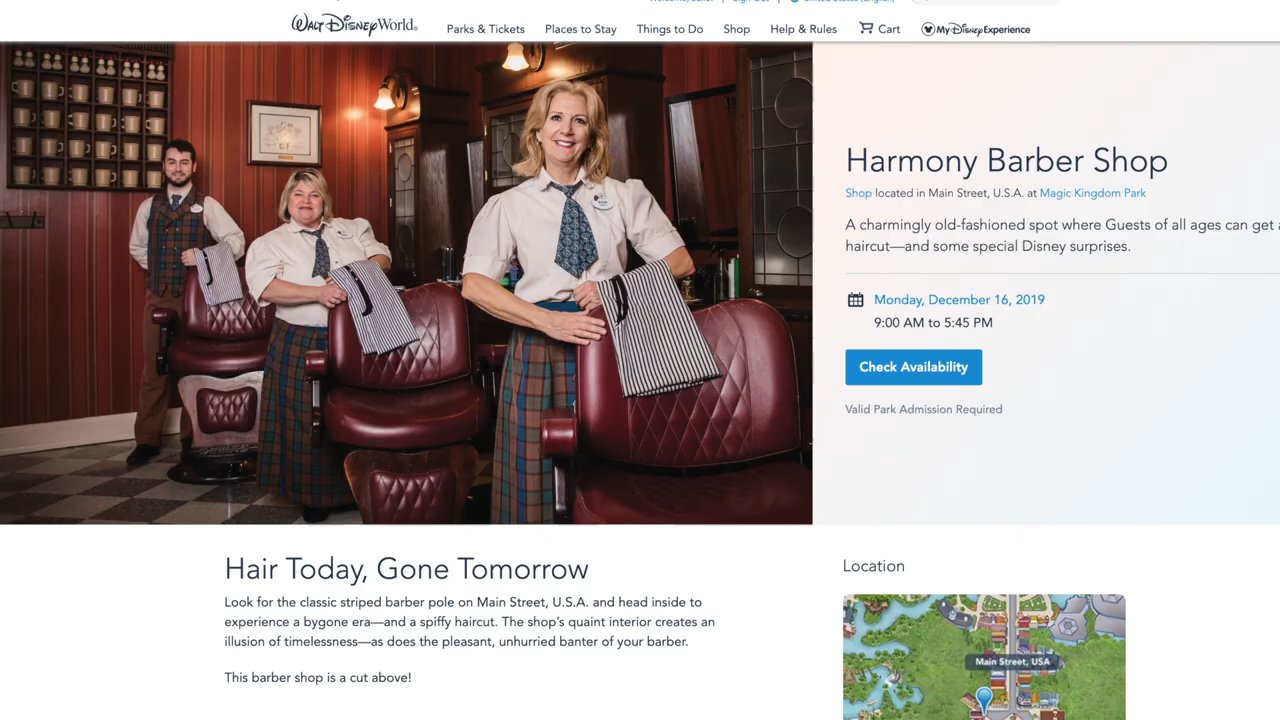 Walt Disney World
Parks & Tickets
Places to Stay
Things to Do
Shop
Help & Rules
Cart
My Disney Experience
Harmony Barber Shop
Shop located in Main Street, U.S.A. at Magic Kingdom Park
A charmingly old-fashioned spot where Guests of all ages can get a
haircut—and some special Disney surprises.
Monday, December 16, 2019
9:00 AM to 5:45 PM
Check Availability
Valid Park Admission Required
Hair Today, Gone Tomorrow
Look for the classic striped barber pole on Main Street, U.S.A. and head inside to
experience a bygone era—and a spiffy haircut. The shop's quaint interior creates an
illusion of timelessness—as does the pleasant, unhurried banter of your barber.
This barber shop is a cut above!
Location
Main Street, USA